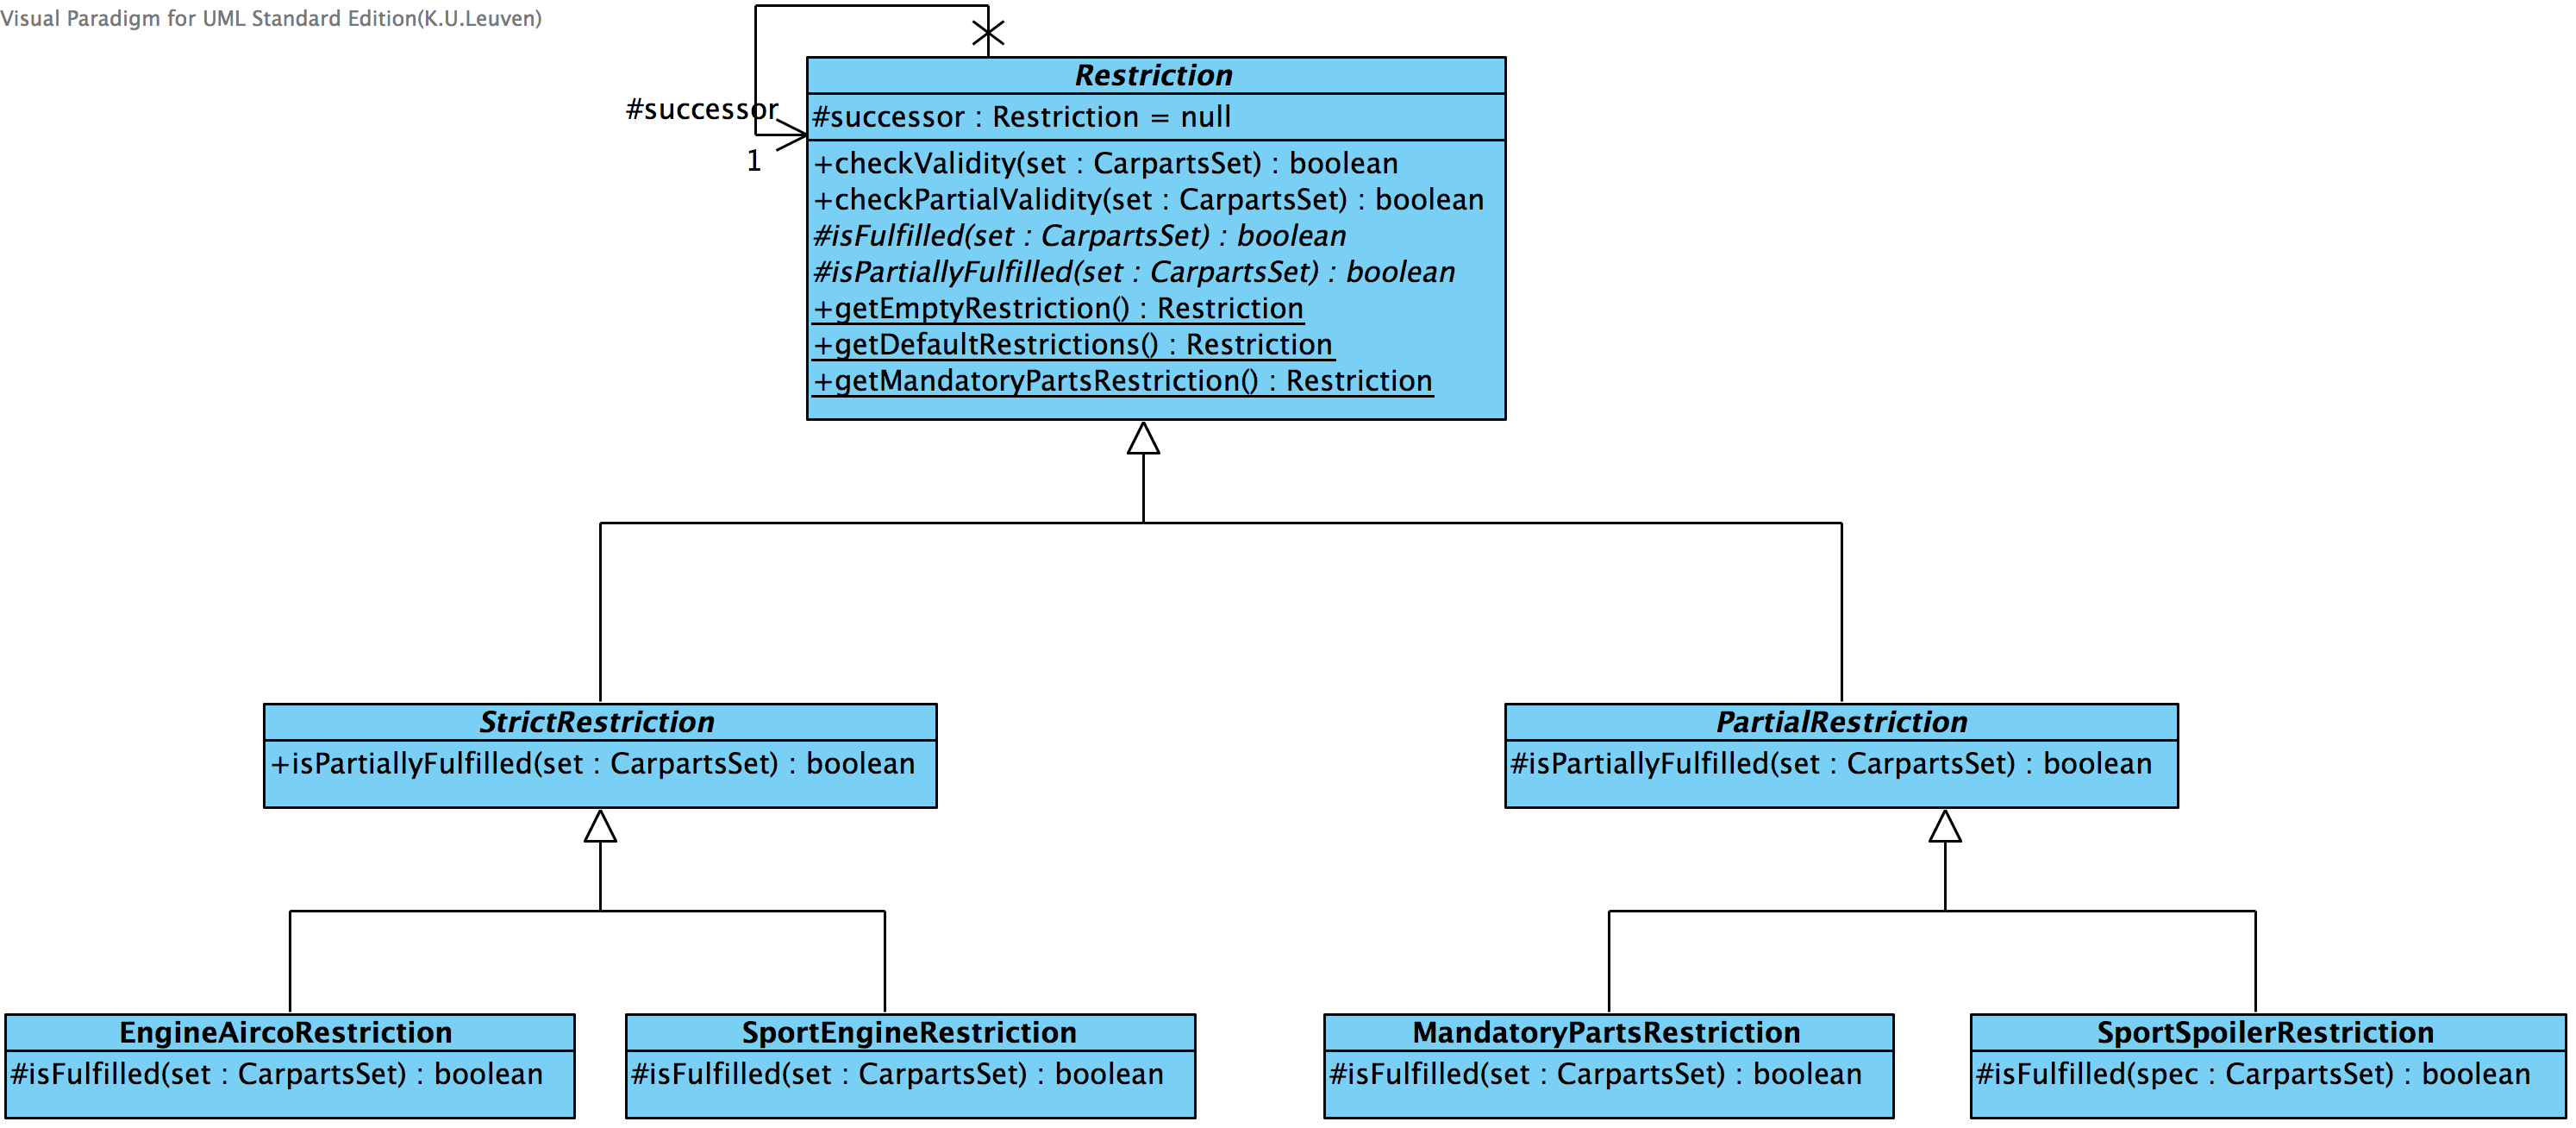 Visual Paradigm for UML Standard Edition(K.U.Leuven)
Restriction
#successor
1
#successor : Restriction = null
+checkValidity(set : CarpartsSet) : boolean
+checkPartialValidity(set : CarpartsSet) : boolean
#isFulfilled(set : CarpartsSet) : boolean
#isPartiallyFulfilled(set : CarpartsSet) : boolean
+getEmptyRestriction() : Restriction
+getDefaultRestrictions() : Restriction
+getMandatoryPartsRestriction() : Restriction
StrictRestriction
+isPartiallyFulfilled(set : CarpartsSet) : boolean
PartialRestriction
#isPartiallyFulfilled(set : CarpartsSet) : boolean
EngineAircoRestriction
#isFulfilled(set : CarpartsSet) : boolean
SportEngineRestriction
#isFulfilled(set : CarpartsSet) : boolean
MandatoryPartsRestriction
#isFulfilled(set : CarpartsSet) : boolean
SportSpoilerRestriction
#isFulfilled(spec : CarpartsSet) : boolean